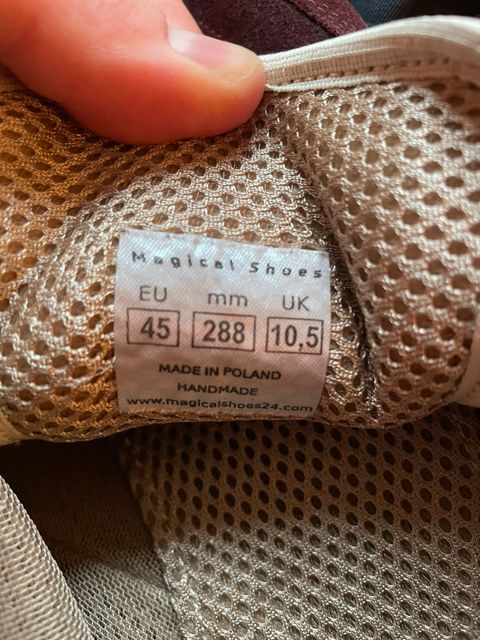 Magical Shoes
EU mm UK
45 288 10,5
MADE IN POLAND
HANDMADE
www.magicalshoes24.com